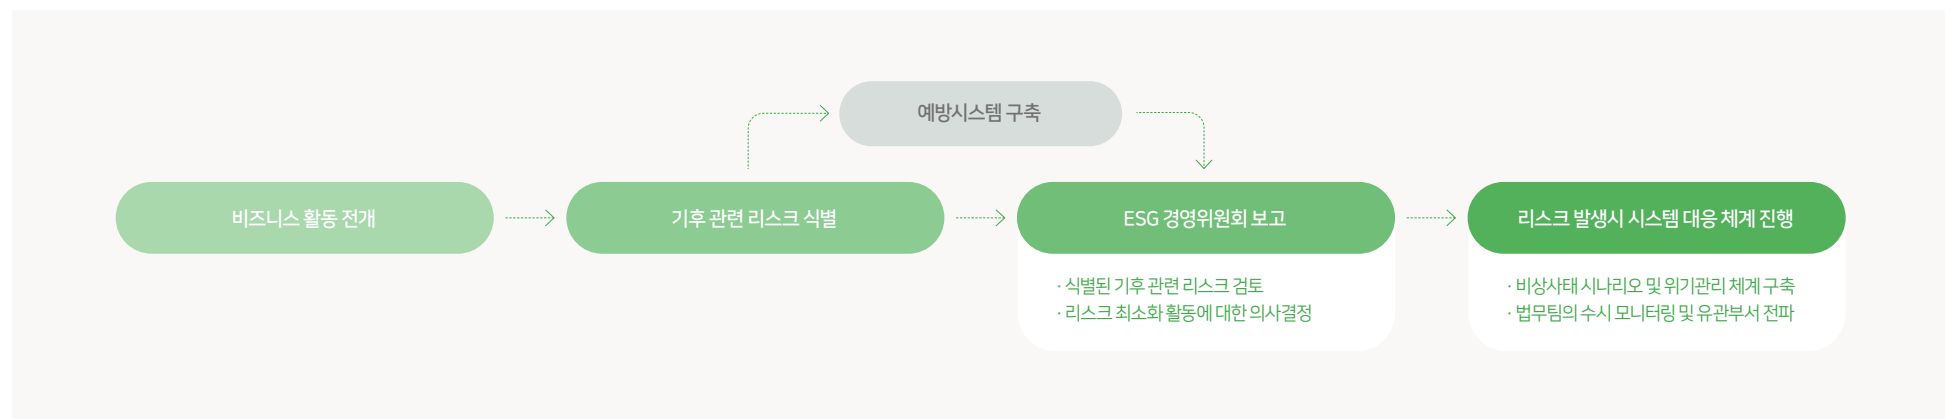 예방시스템 구축
비즈니스 활동 전개
기후 관련 리스크 식별
ESG 경영위원회 보고
리스크 발생시 시스템 대응 체계 진행
· 식별된 기후 관련 리스크 검토
· 리스크 최소화 활동에 대한 의사결정
· 비상사태 시나리오 및 위기관리 체계 구축
· 법무팀의 수시 모니터링 및 유관부서 전파